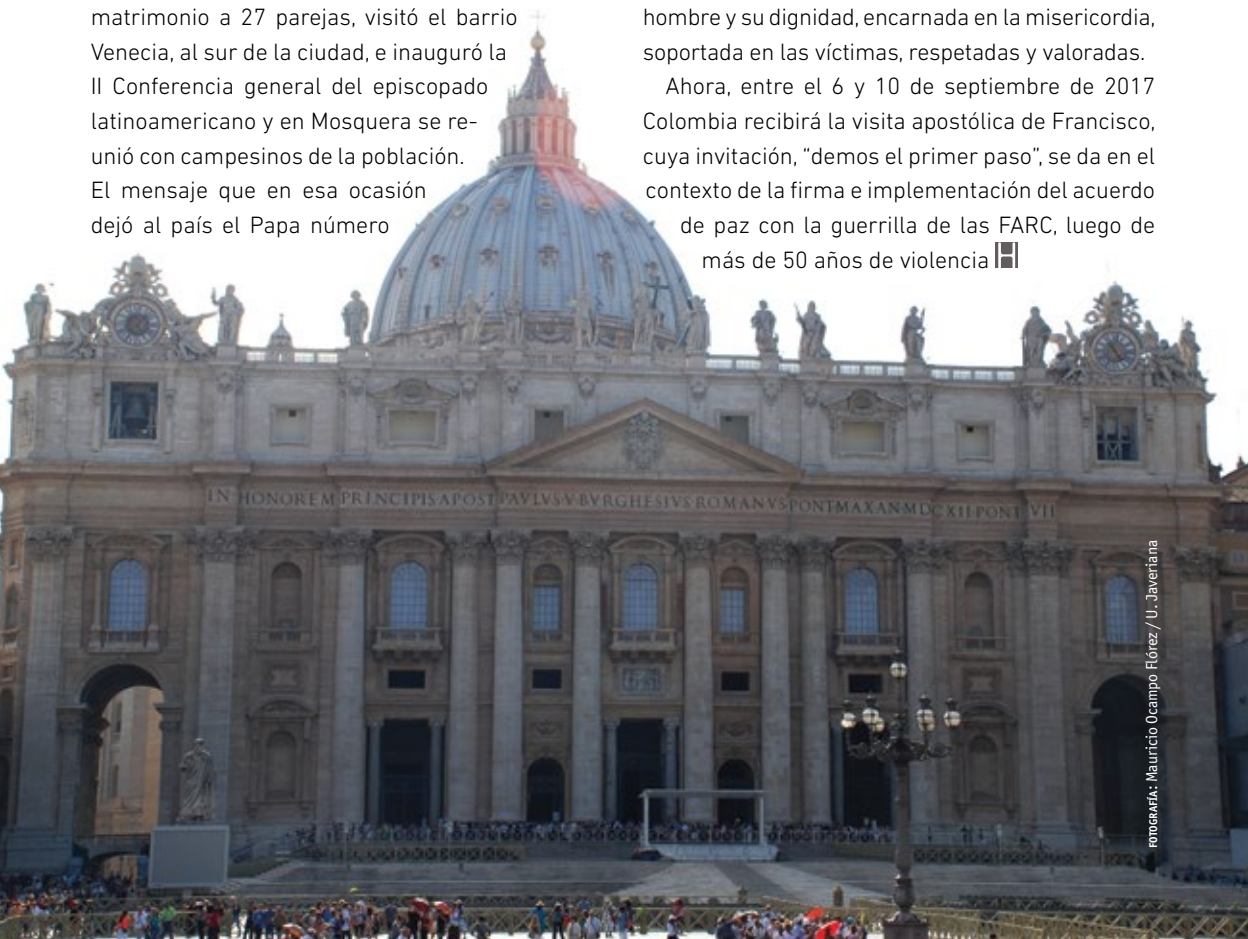 matrimonio a 27 parejas, visitó el barrio
Venecia, al sur de la ciudad, e inauguró la
II Conferencia general del episcopado
latinoamericano y en Mosquera se re-
unió con campesinos de la población.
El mensaje que en esa ocasión
dejó al país el Papa número
hombre y su dignidad, encarnada en la misericordia,
soportada en las víctimas, respetadas y valoradas.
Ahora, entre el 6 y 10 de septiembre de 2017
Colombia recibirá la visita apostólica de Francisco,
cuya invitación, “demos el primer paso”, se da en el
contexto de la firma e implementación del acuerdo
de paz con la guerrilla de las FARC, luego de
más de 50 años de violencia
IN HONOREM PRINCIPIS APOST PAVLVS V BVRGHESIVS ROMANVS PONT MAX AN MDCXII PONT VII
FOTOGRAFÍA: Mauricio Ocampo Flórez / U. Javeriana